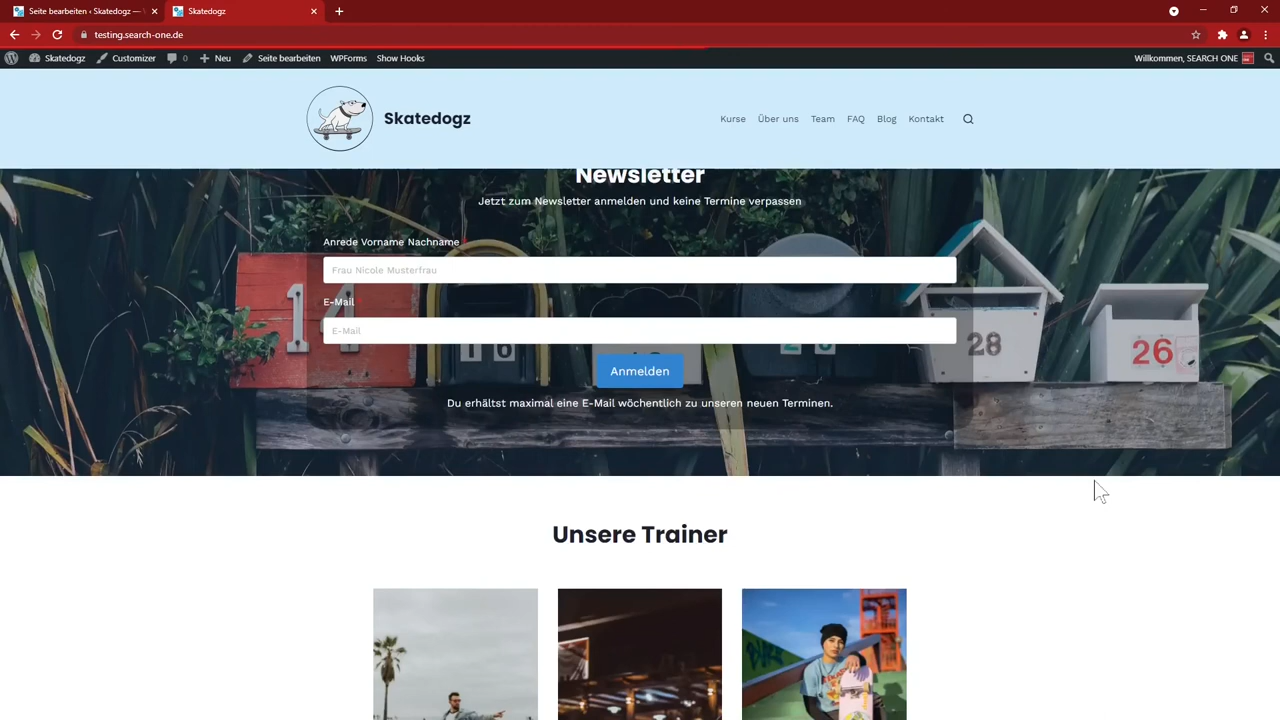 Seite bearbeiten ‹ Skatedogz —
Skatedogz
testing.search-one.de
Skatedogz
Customizer
0
Neu
Seite bearbeiten
WPForms
Show Hooks
Willkommen, SEARCH ONE
Skatedogz
Kurse
Über uns
Team
FAQ
Blog
Kontakt
Newsletter
Jetzt zum Newsletter anmelden und keine Termine verpassen
Anrede Vorname Nachname *
Frau Nicole Musterfrau
E-Mail
E-Mail
Anmelden
Du erhältst maximal eine E-Mail wöchentlich zu unseren neuen Terminen.
14
10
28
26
Unsere Trainer